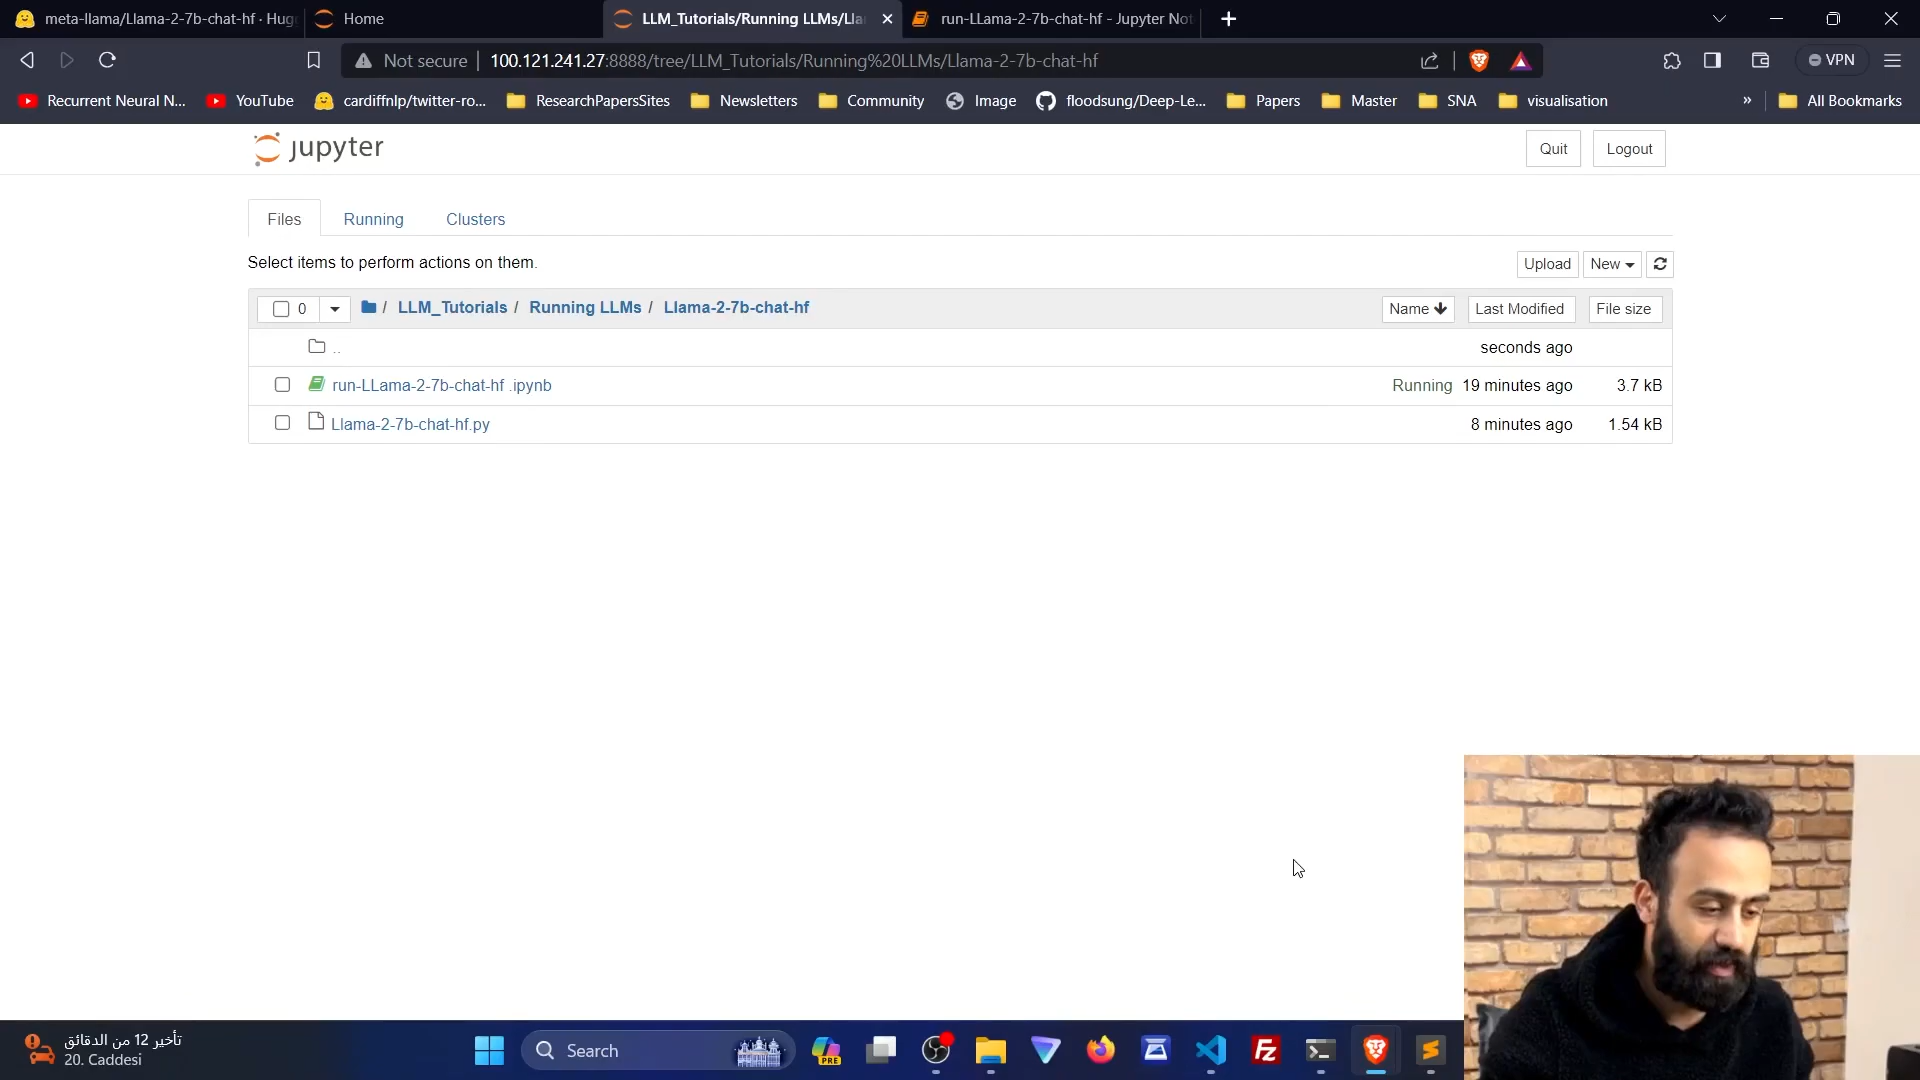 meta-llama/Llama-2-7b-chat-hf · Hug
Home
LLM_Tutorials/Running LLMs/Lla
run-LLama-2-7b-chat-hf - Jupyter Not
Not secure
100.121.241.27:8888/tree/LLM_Tutorials/Running%20LLMs/Llama-2-7b-chat-hf
VPN
Recurrent Neural N...
YouTube
cardiffnlp/twitter-ro...
ResearchPapersSites
Newsletters
Community
Image
floodsung/Deep-Le...
Papers
Master
SNA
visualisation
»
All Bookmarks
jupyter
Quit
Logout
Files
Running
Clusters
Select items to perform actions on them.
Upload
New
0
/ LLM_Tutorials / Running LLMs / Llama-2-7b-chat-hf
Name
Last Modified
File size
..
seconds ago
run-LLama-2-7b-chat-hf .ipynb
Running 19 minutes ago
3.7 kB
Llama-2-7b-chat-hf.py
8 minutes ago
1.54 kB
تأخير 12 من الدقائق
20. Caddesi
Search
PRE
Fz